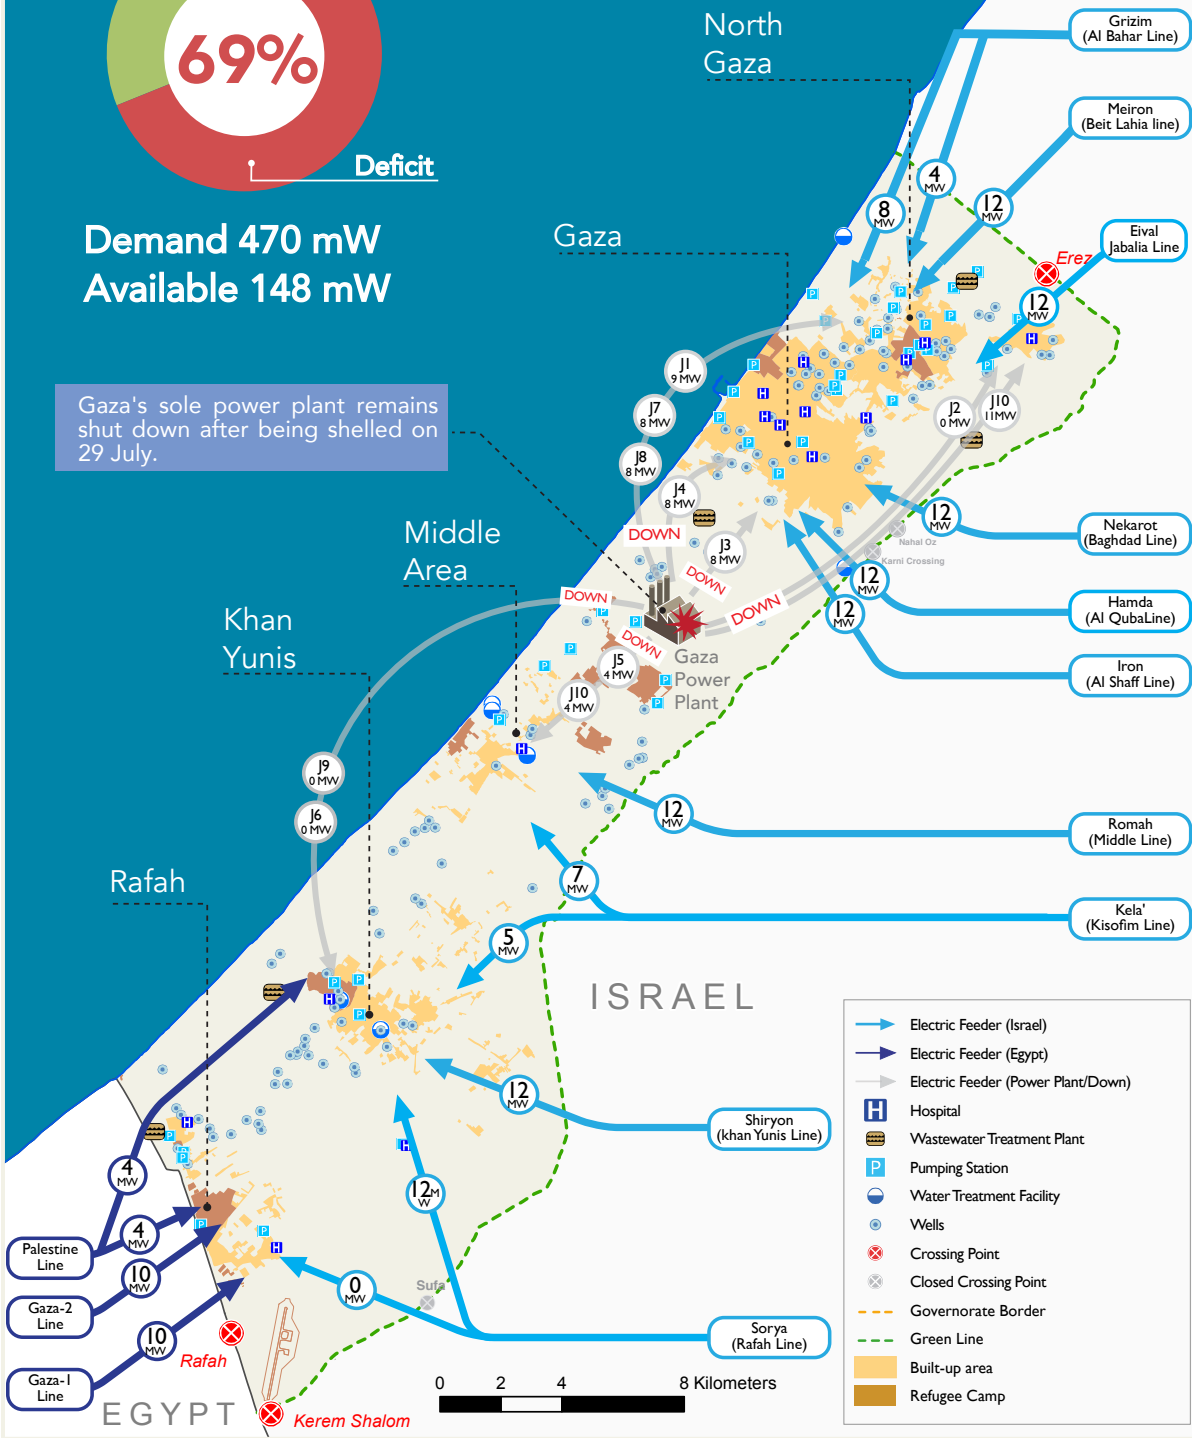 69%
Deficit
Demand 470 mW
Available 148 mW
Gaza's sole power plant remains
shut down after being shelled on
29 July.
North
Gaza
Gaza
Middle
Area
Khan
Yunis
Rafah
Grizim
(Al Bahar Line)
Meiron
(Beit Lahia line)
Eival
Jabalia Line
Erez
4
MW
8
MW
12
MW
12
MW
J1
9 MW
J7
8 MW
J8
8 MW
J4
8 MW
J3
8 MW
J2
0 MW
J10
11MW
DOWN
DOWN
DOWN
DOWN
DOWN
Nahal Oz
Karni Crossing
12
MW
Nekarot
(Baghdad Line)
12
MW
Hamda
(Al QubaLine)
12
MW
Iron
(Al Shaff Line)
Gaza
Power
Plant
J5
4 MW
J10
4 MW
J9
0 MW
J6
0 MW
12
MW
Romah
(Middle Line)
7
MW
5
MW
Kela'
(Kisofim Line)
ISRAEL
12
MW
Shiryon
(khan Yunis Line)
12M
W
0
MW
Sorya
(Rafah Line)
Sufa
4
MW
4
MW
Palestine
Line
10
MW
Gaza-2
Line
10
MW
Gaza-1
Line
Rafah
EGYPT
Kerem Shalom
0 2 4 8 Kilometers
Electric Feeder (Israel)
Electric Feeder (Egypt)
Electric Feeder (Power Plant/Down)
H Hospital
Wastewater Treatment Plant
P Pumping Station
Water Treatment Facility
Wells
Crossing Point
Closed Crossing Point
Governorate Border
Green Line
Built-up area
Refugee Camp